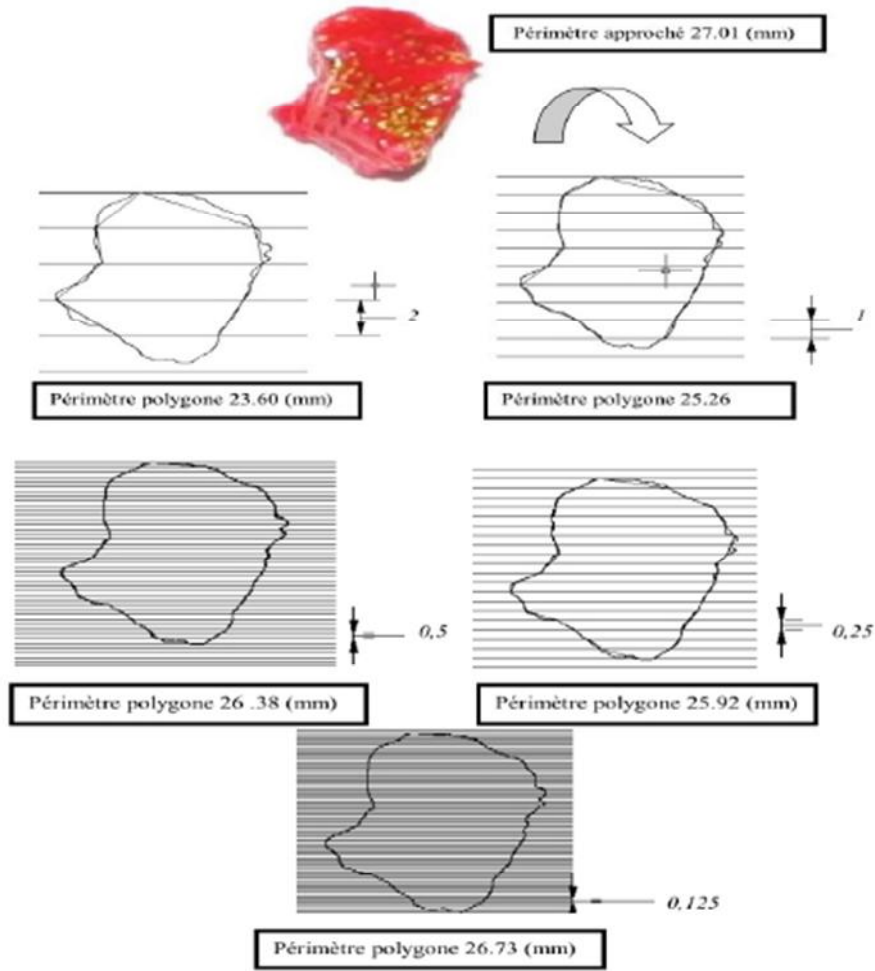 Périmètre approché 27.01 (mm)
2
1
Périmètre polygone 23.60 (mm)
Périmètre polygone 25.26
0,5
0,25
Périmètre polygone 26 .38 (mm)
Périmètre polygone 25.92 (mm)
0,125
Périmètre polygone 26.73 (mm)